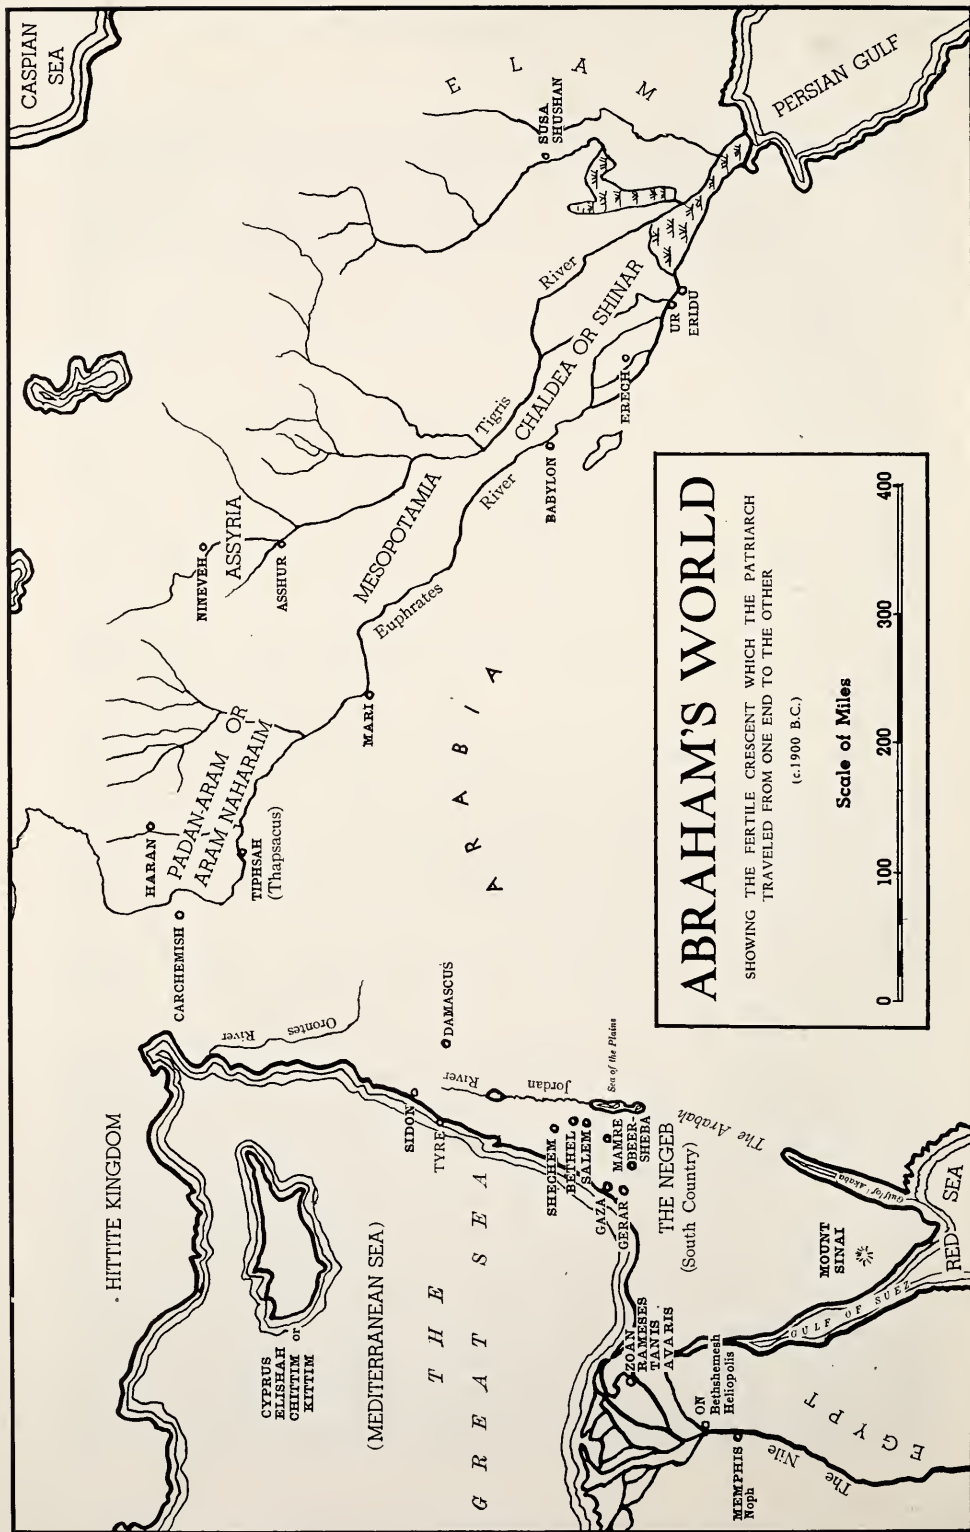 CASPIAN
SEA
HITTITE KINGDOM
CYPRUS
ELISHAH or
CHITTIM
KITTIM
(MEDITERRANEAN SEA)
THE
GREAT SEA
CARCHEMISH
HARAN
PADAN-ARAM OR
ARAM NAHARAIM
TIPHSAH
(Thapsacus)
NINEVEH
ASSYRIA
ASSHUR
MESOPOTAMIA
MARI
Euphrates
River
Tigris
River
CHALDEA OR SHINAR
BABYLON
ERECH
UR
ERIDU
SUSA
SHUSHAN
ELAM
PERSIAN GULF
ARABIA
Orontes
River
DAMASCUS
SIDON
TYRE
River
Jordan
Sea of the Plains
SHECHEM
BETHEL
SALEM
MAMRE
BEER-
SHEBA
GAZA
GERAR
THE NEGEB
(South Country)
The Arabah
ZOAN
RAMESES
TANIS
AVARIS
ON
Bethshemesh
Heliopolis
MEMPHIS
Noph
The Nile
EGYPT
GULF OF SUEZ
MOUNT
SINAI
Gulf of Akaba
RED SEA
ABRAHAM'S WORLD
SHOWING THE FERTILE CRESCENT WHICH THE PATRIARCH
TRAVELED FROM ONE END TO THE OTHER
(c.1900 B.C.)
Scale of Miles
0 100 200 300 400